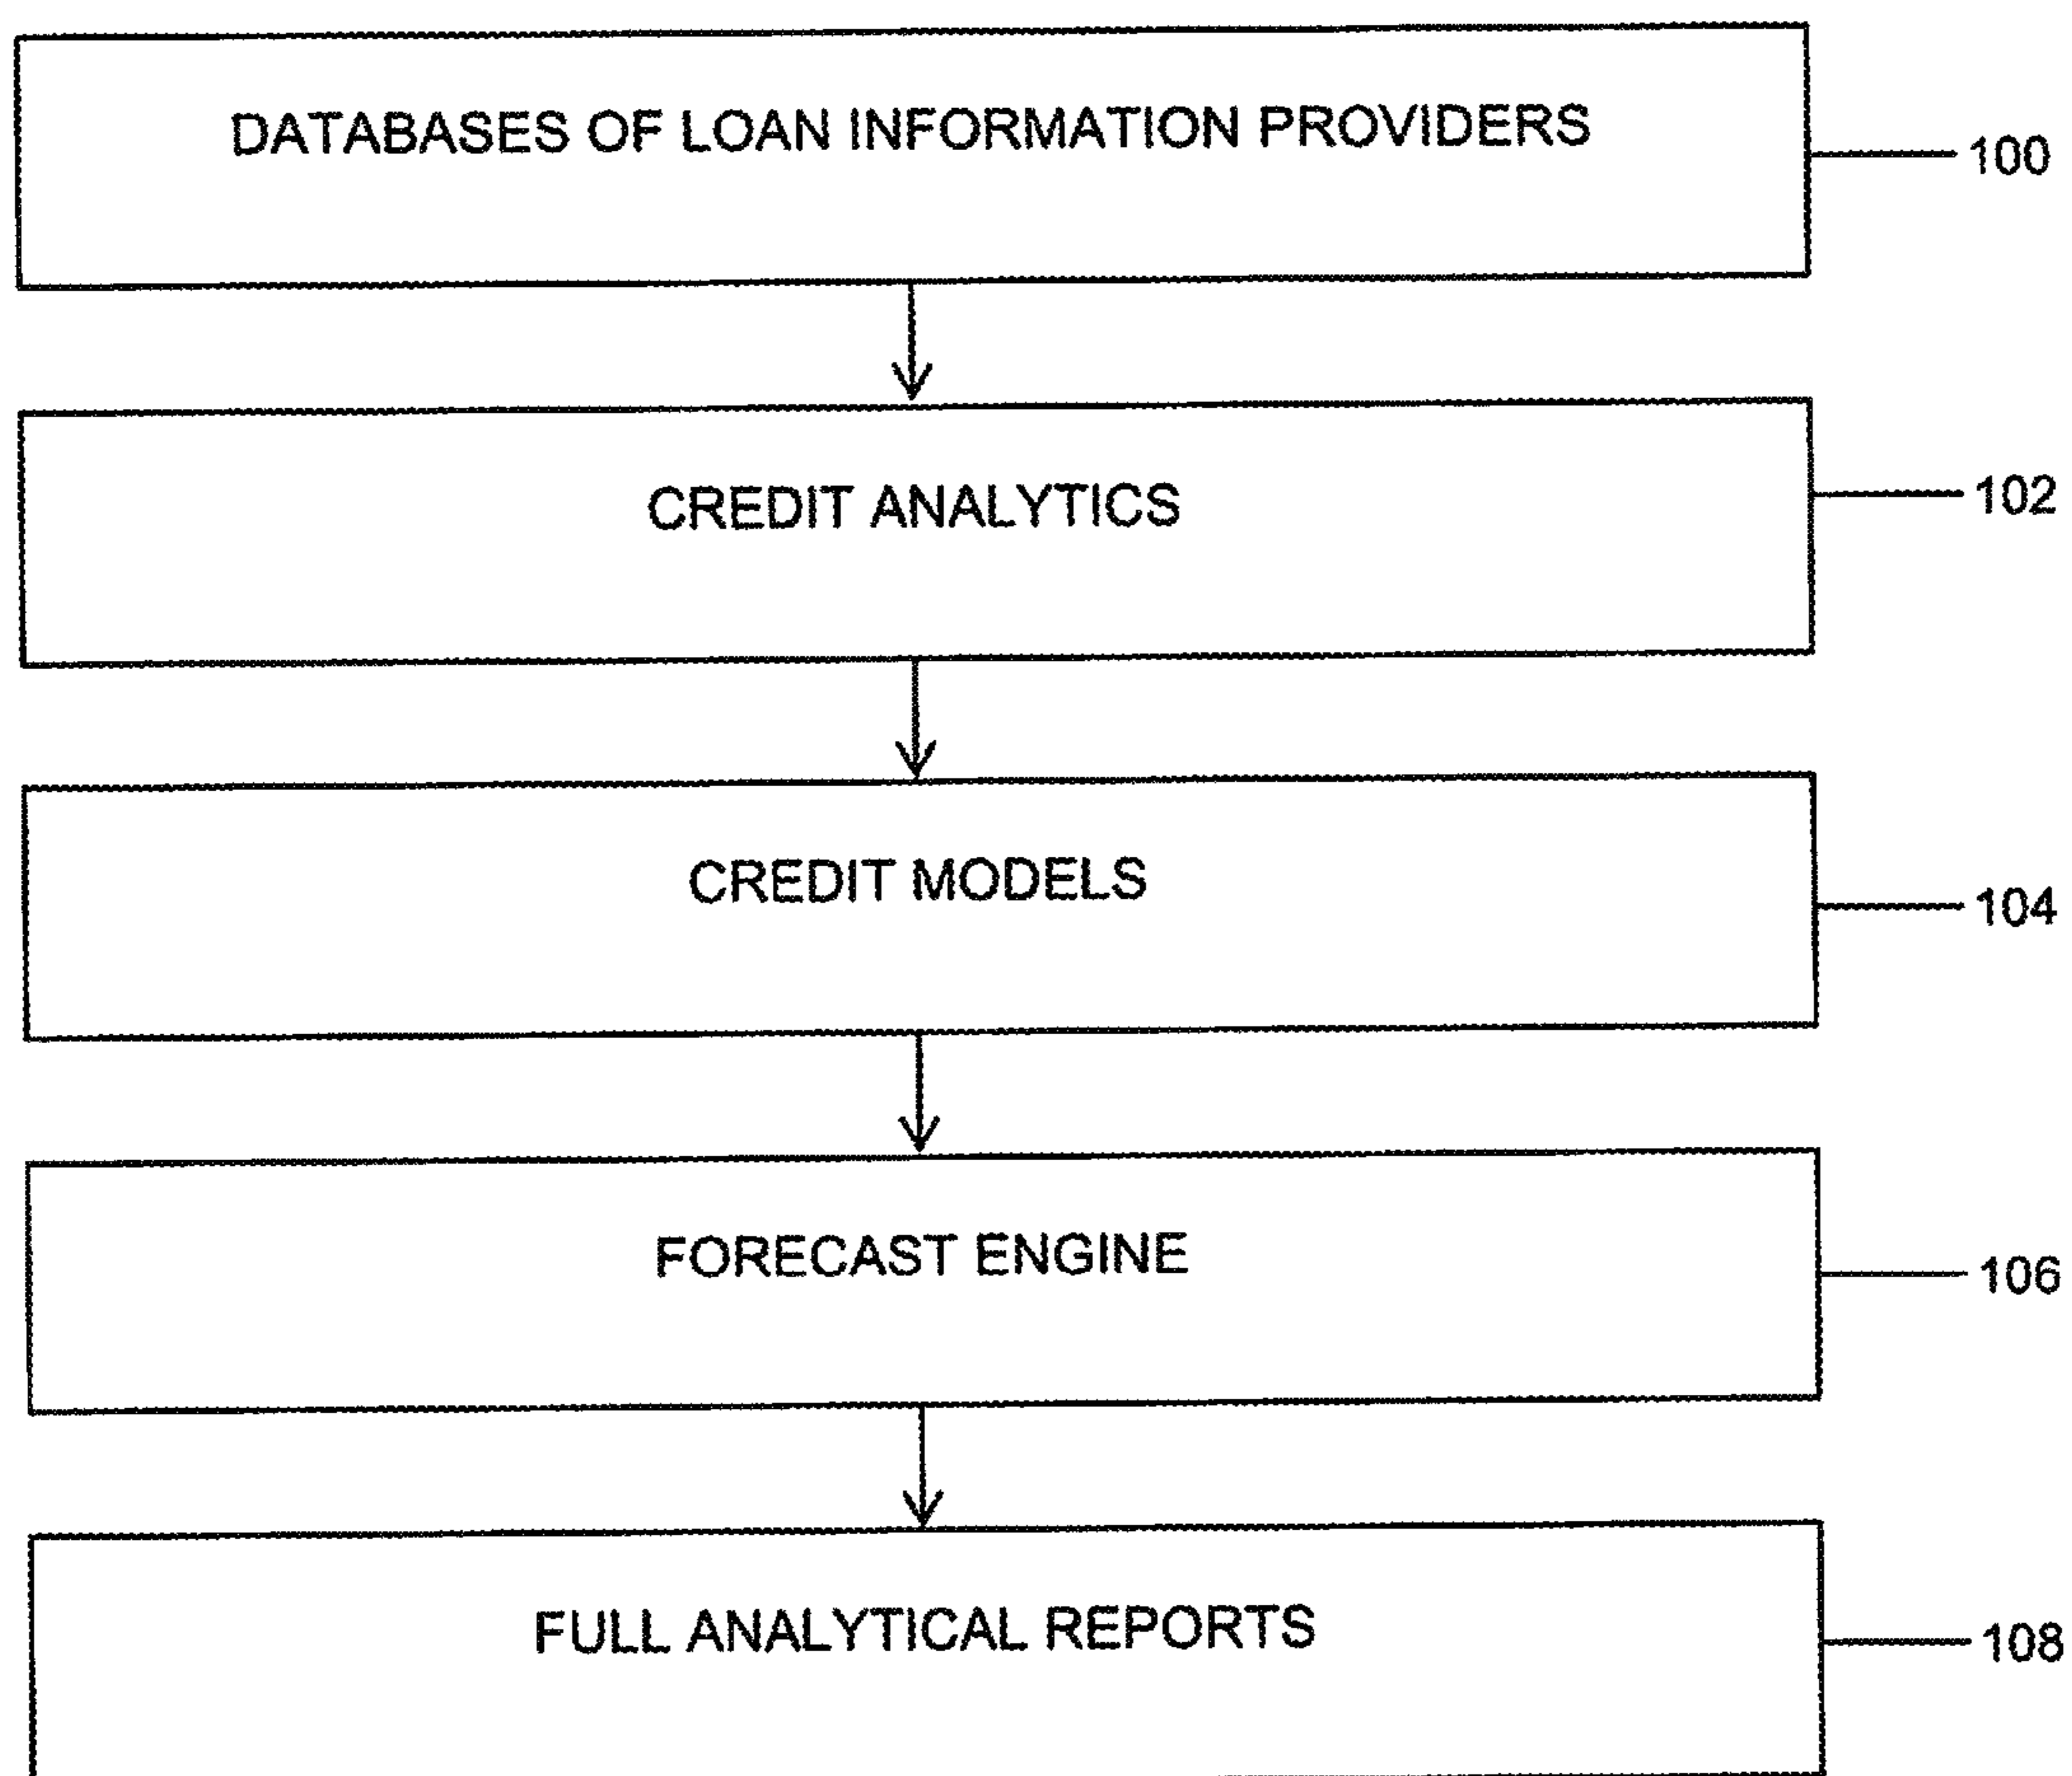 DATABASES OF LOAN INFORMATION PROVIDERS
100
CREDIT ANALYTICS
102
CREDIT MODELS
104
FORECAST ENGINE
106
FULL ANALYTICAL REPORTS
108